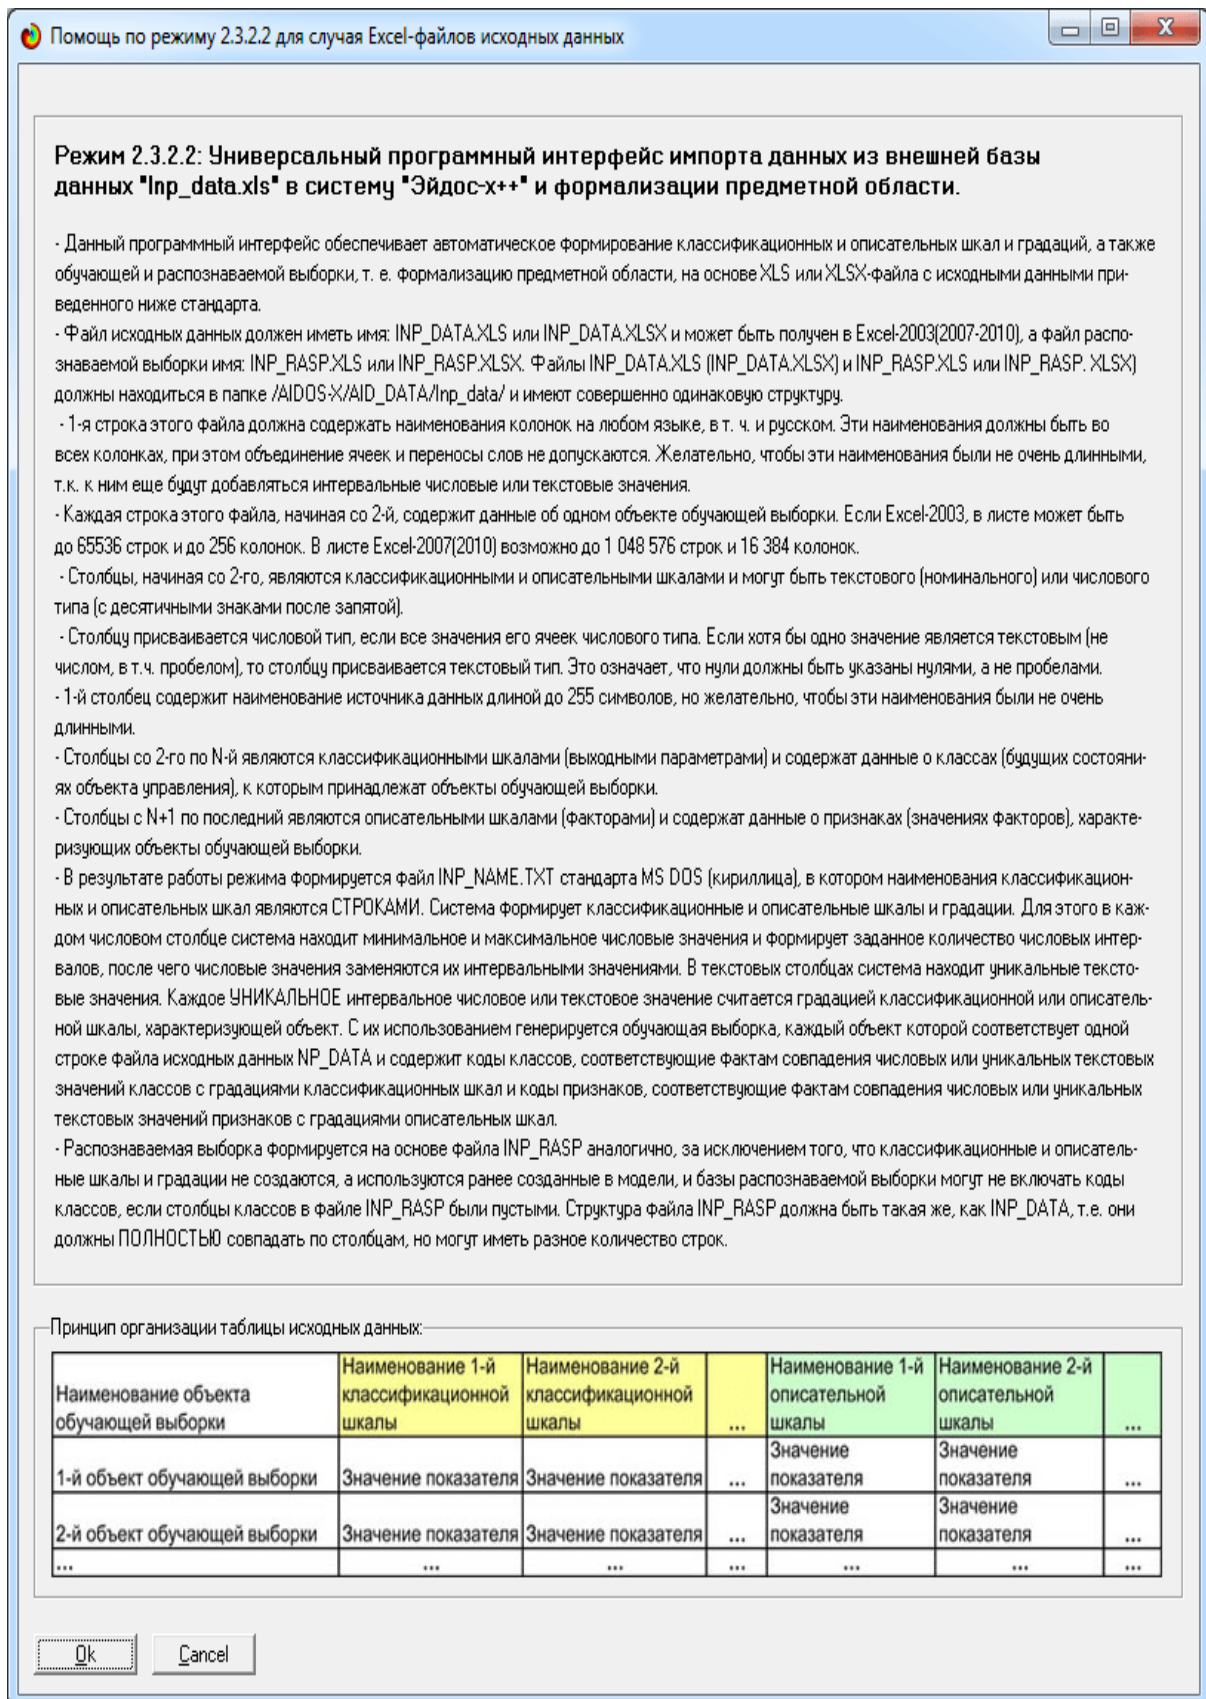 Помощь по режиму 2.3.2.2 для случая Excel-файлов исходных данных
Режим 2.3.2.2: Универсальный программный интерфейс импорта данных из внешней базы
данных "Inp_data.xls" в систему "Эйдос-х++" и формализации предметной области.
- Данный программный интерфейс обеспечивает автоматическое формирование классификационных и описательных шкал и градаций, а также
обучающей и распознаваемой выборки, т. е. формализацию предметной области, на основе XLS или XLSX-файла с исходными данными при-
веденного ниже стандарта.
- Файл исходных данных должен иметь имя: INP_DATA.XLS или INP_DATA.XLSX и может быть получен в Excel-2003(2007-2010), а файл распо-
знаваемой выборки имя: INP_RASP.XLS или INP_RASP.XLSX. Файлы INP_DATA.XLS (INP_DATA.XLSX) и INP_RASP.XLS или INP_RASP. XLSX)
должны находиться в папке /AIDOS-X/AID_DATA/Inp_data/ и имеют совершенно одинаковую структуру.
- 1-я строка этого файла должна содержать наименования колонок на любом языке, в т. ч. и русском. Эти наименования должны быть во
всех колонках, при этом объединение ячеек и переносы слов не допускаются. Желательно, чтобы эти наименования были не очень длинными,
т.к. к ним еще будут добавляться интервальные числовые или текстовые значения.
- Каждая строка этого файла, начиная со 2-й, содержит данные об одном объекте обучающей выборки. Если Excel-2003, в листе может быть
до 65536 строк и до 256 колонок. В листе Excel-2007(2010) возможно до 1 048 576 строк и 16 384 колонок.
- Столбцы, начиная со 2-го, являются классификационными и описательными шкалами и могут быть текстового (номинального) или числового
типа (с десятичными знаками после запятой).
- Столбцу присваивается числовой тип, если все значения его ячеек числового типа. Если хотя бы одно значение является текстовым (не
числом, в т.ч. пробелом), то столбцу присваивается текстовый тип. Это означает, что нули должны быть указаны нулями, а не пробелами.
- 1-й столбец содержит наименование источника данных длиной до 255 символов, но желательно, чтобы эти наименования были не очень
длинными.
- Столбцы со 2-го по N-й являются классификационными шкалами (выходными параметрами) и содержат данные о классах (будущих состояни-
ях объекта управления), к которым принадлежат объекты обучающей выборки.
- Столбцы с N+1 по последний являются описательными шкалами (факторами) и содержат данные о признаках (значениях факторов), характе-
ризующих объекты обучающей выборки.
- В результате работы режима формируется файл INP_NAME.TXT стандарта MS DOS (кириллица), в котором наименования классификацион-
ных и описательных шкал являются СТРОКАМИ. Система формирует классификационные и описательные шкалы и градации. Для этого в каж-
дом числовом столбце система находит минимальное и максимальное числовые значения и формирует заданное количество числовых интер-
валов, после чего числовые значения заменяются их интервальными значениями. В текстовых столбцах система находит уникальные тексто-
вые значения. Каждое УНИКАЛЬНОЕ интервальное числовое или текстовое значение считается градацией классификационной или описатель-
ной шкалы, характеризующей объект. С их использованием генерируется обучающая выборка, каждый объект которой соответствует одной
строке файла исходных данных NP_DATA и содержит коды классов, соответствующие фактам совпадения числовых или уникальных текстовых
значений классов с градациями классификационных шкал и коды признаков, соответствующие фактам совпадения числовых или уникальных
текстовых значений признаков с градациями описательных шкал.
- Распознаваемая выборка формируется на основе файла INP_RASP аналогично, за исключением того, что классификационные и описатель-
ные шкалы и градации не создаются, а используются ранее созданные в модели, и базы распознаваемой выборки могут не включать коды
классов, если столбцы классов в файле INP_RASP были пустыми. Структура файла INP_RASP должна быть такая же, как INP_DATA, т.е. они
должны ПОЛНОСТЬЮ совпадать по столбцам, но могут иметь разное количество строк.
Принцип организации таблицы исходных данных:
Наименование 1-й Наименование 2-й Наименование 1-й Наименование 2-й
Наименование объекта классификационной классификационной описательной описательной
обучающей выборки шкалы шкалы ... шкалы шкалы ...
Значение Значение
1-й объект обучающей выборки Значение показателя Значение показателя ... показателя показателя ...
Значение Значение
2-й объект обучающей выборки Значение показателя Значение показателя ... показателя показателя ...
... ... ... ... ... ... ...
Ok Cancel